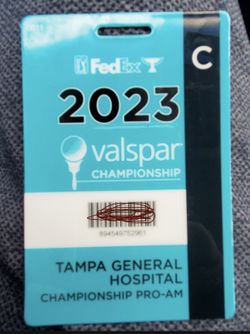 FedEx
C
2023
valspar
CHAMPIONSHIP
894549752961
TAMPA GENERAL
HOSPITAL
CHAMPIONSHIP PRO-AM